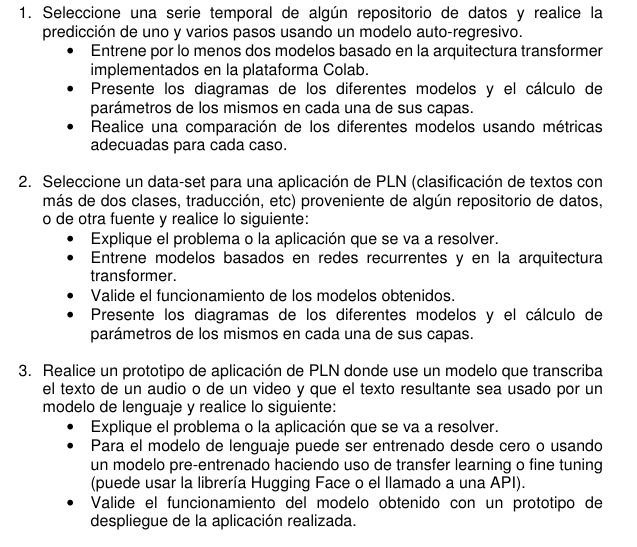 1. Seleccione una serie temporal de algún repositorio de datos y realice la
predicción de uno y varios pasos usando un modelo auto-regresivo.
• Entrene por lo menos dos modelos basado en la arquitectura transformer
implementados en la plataforma Colab.
• Presente los diagramas de los diferentes modelos y el cálculo de
parámetros de los mismos en cada una de sus capas.
• Realice una comparación de los diferentes modelos usando métricas
adecuadas para cada caso.
2. Seleccione un data-set para una aplicación de PLN (clasificación de textos con
más de dos clases, traducción, etc) proveniente de algún repositorio de datos,
o de otra fuente y realice lo siguiente:
• Explique el problema o la aplicación que se va a resolver.
• Entrene modelos basados en redes recurrentes y en la arquitectura
transformer.
• Valide el funcionamiento de los modelos obtenidos.
• Presente los diagramas de los diferentes modelos y el cálculo de
parámetros de los mismos en cada una de sus capas.
3. Realice un prototipo de aplicación de PLN donde use un modelo que transcriba
el texto de un audio o de un video y que el texto resultante sea usado por un
modelo de lenguaje y realice lo siguiente:
• Explique el problema o la aplicación que se va a resolver.
• Para el modelo de lenguaje puede ser entrenado desde cero o usando
un modelo pre-entrenado haciendo uso de transfer learning o fine tuning
(puede usar la librería Hugging Face o el llamado a una API).
• Valide el funcionamiento del modelo obtenido con un prototipo de
despliegue de la aplicación realizada.